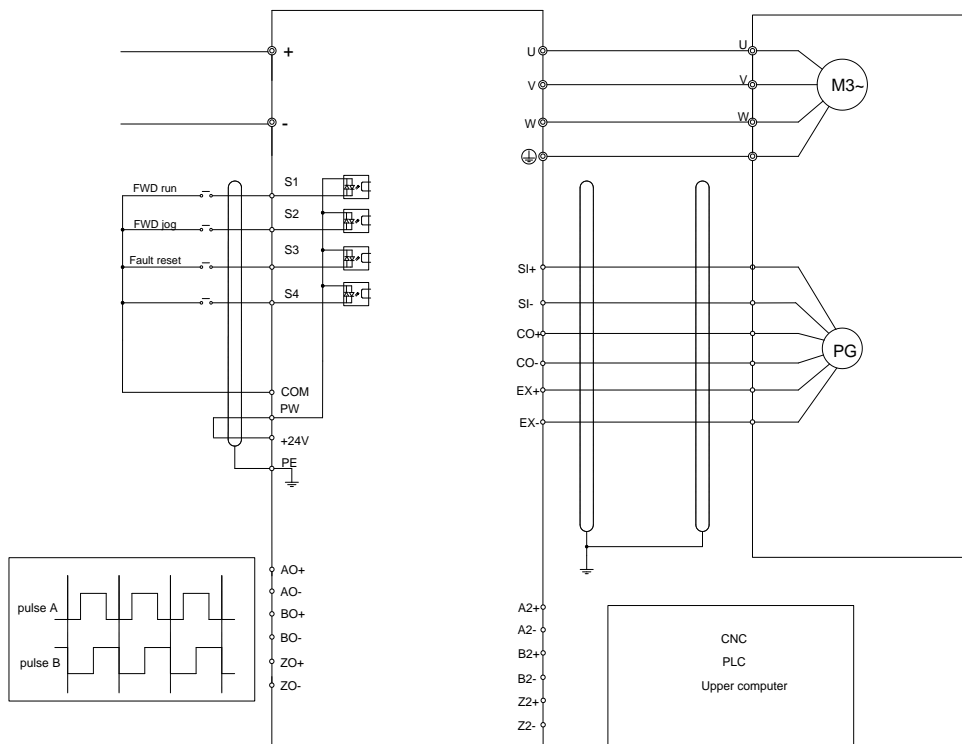 +
-
FWD run
S1
FWD jog
S2
Fault reset
S3
S4
COM
PW
+24V
PE
AO+
AO-
BO+
BO-
ZO+
ZO-
pulse A
pulse B
U
V
W
U
V
W
M3~
SI+
SI-
CO+
CO-
EX+
EX-
PG
A2+
A2-
B2+
B2-
Z2+
Z2-
CNC
PLC
Upper computer